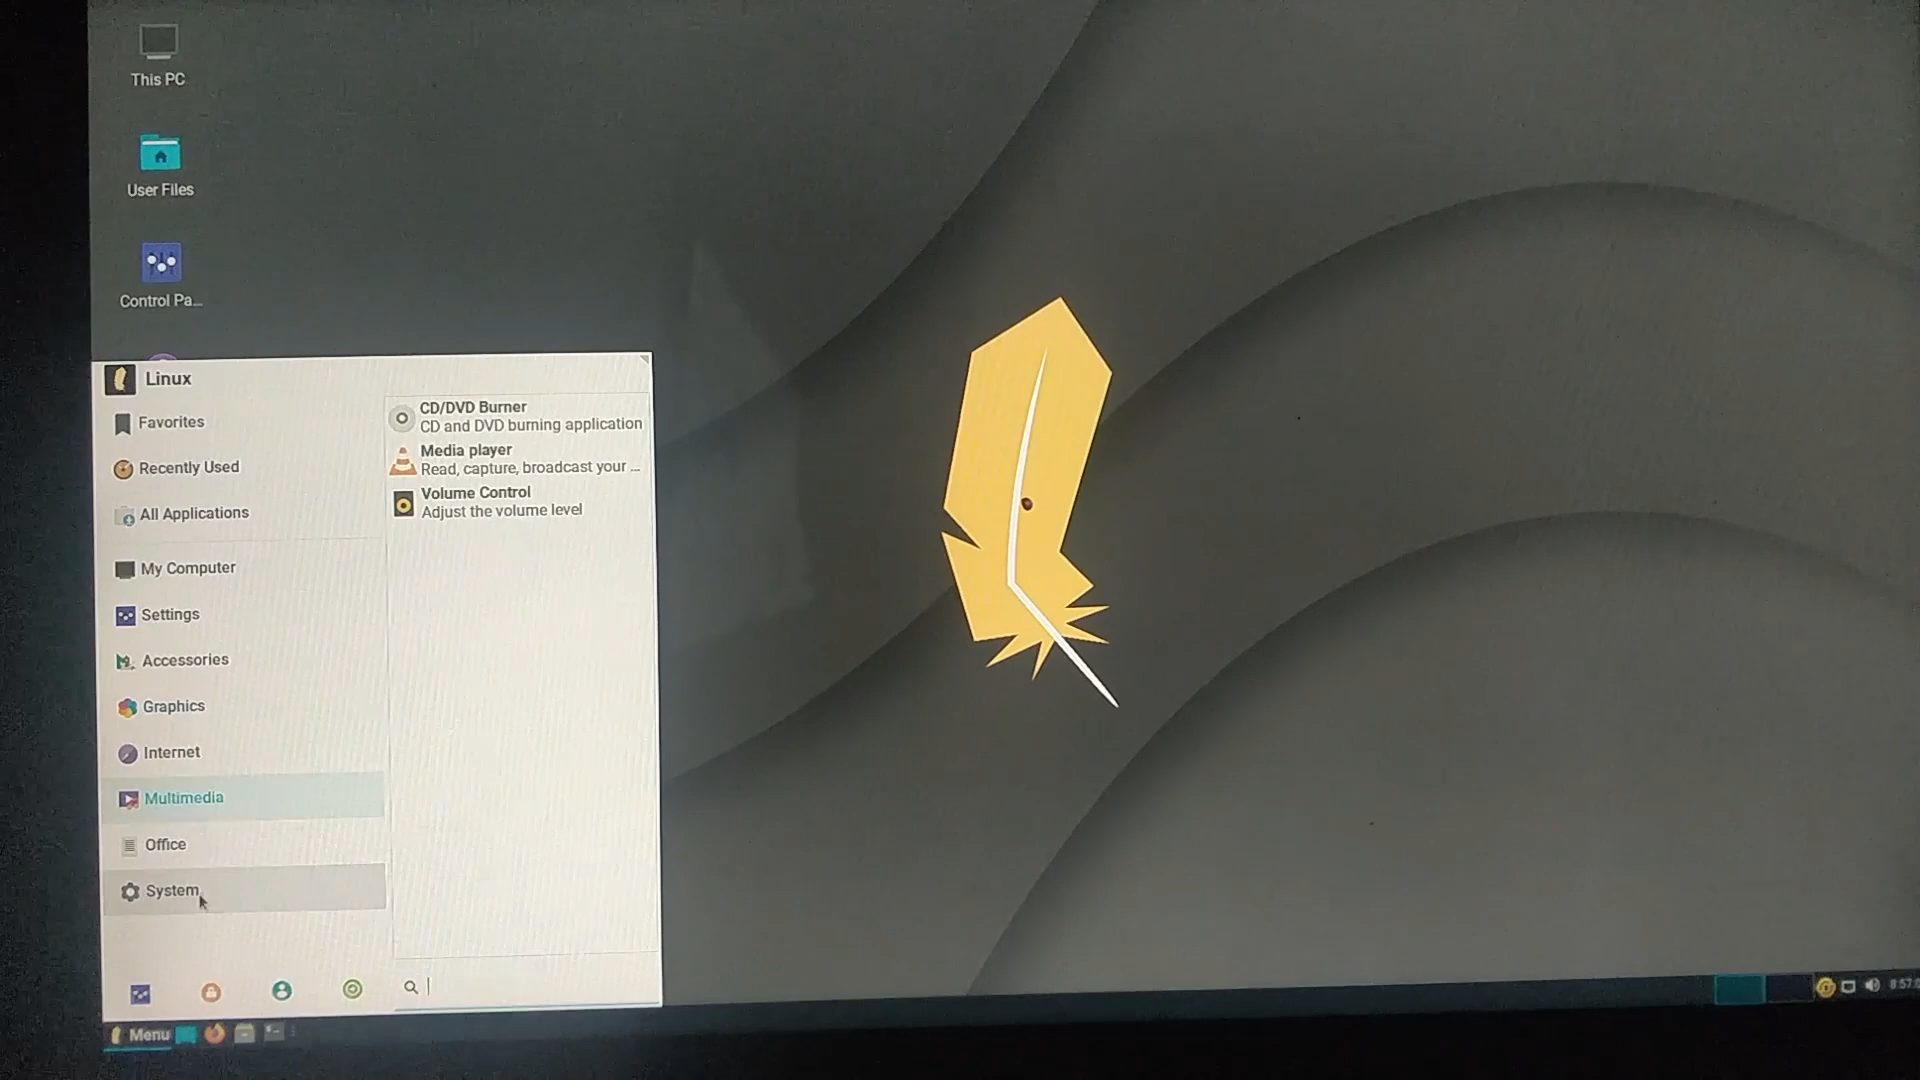 This PC
User Files
Control Pa...
Linux
Favorites
Recently Used
All Applications
My Computer
Settings
Accessories
Graphics
Internet
Multimedia
Office
System
CD/DVD Burner
CD and DVD burning application
Media player
Read, capture, broadcast your ...
Volume Control
Adjust the volume level
Menu
8:57: